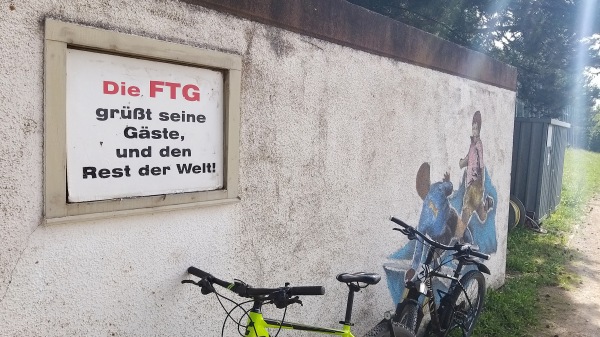 Die FTG
grüßt seine
Gäste,
und den
Rest der Welt!